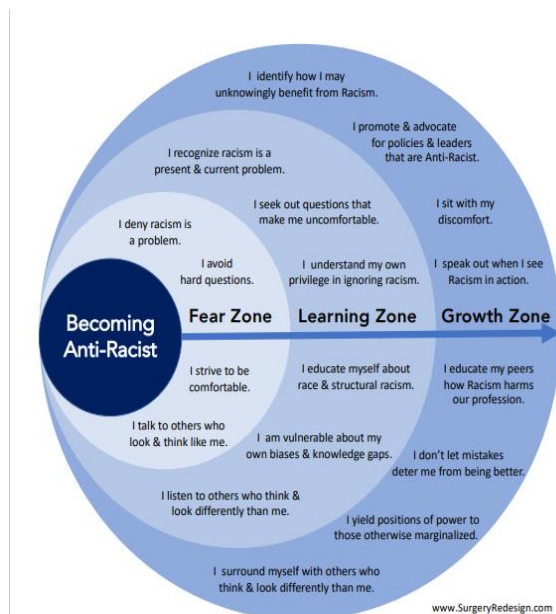 I identify how I may
unknowingly benefit from Racism.
I promote & advocate
for policies & leaders
that are Anti-Racist.
I recognize racism is a
present & current problem.
I seek out questions that
make me uncomfortable.
I sit with my
discomfort.
I deny racism is
a problem.
I avoid
hard questions.
I understand my own
privilege in ignoring racism.
I speak out when I see
Racism in action.
Becoming
Anti-Racist
Fear Zone
Learning Zone
Growth Zone
I strive to be
comfortable.
I educate myself about
race & structural racism.
I educate my peers
how Racism harms
our profession.
I talk to others who
look & think like me.
I am vulnerable about my
own biases & knowledge gaps.
I don't let mistakes
deter me from being better.
I listen to others who think &
look differently than me.
I yield positions of power to
those otherwise marginalized.
I surround myself with others who
think & look differently than me.
www.SurgeryRedesign.com